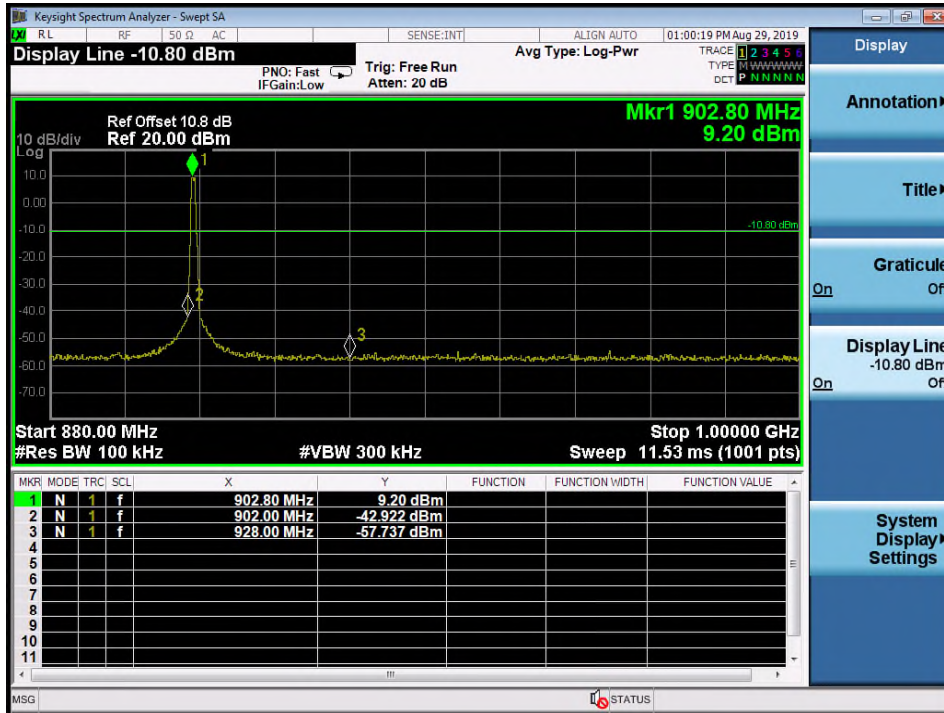 Keysight Spectrum Analyzer - Swept SA
LXI RL RF 50 Ω AC SENSE:INT ALIGN AUTO 01:00:19 PM Aug 29, 2019
Display Line -10.80 dBm
PNO: Fast
IFGain:Low
Trig: Free Run
Atten: 20 dB
Avg Type: Log-Pwr
TRACE 1 2 3 4 5 6
TYPE M W W W W W
DET P N N N N N
Mkr1 902.80 MHz
9.20 dBm
Ref Offset 10.8 dB
10 dB/div Ref 20.00 dBm
Log
1
10.0
0.00
-10.0
-10.80 dBm
-20.0
-30.0
2
-40.0
3
-50.0
-60.0
-70.0
Start 880.00 MHz Stop 1.00000 GHz
#Res BW 100 kHz #VBW 300 kHz Sweep 11.53 ms (1001 pts)
MKR MODE TRC SCL X Y FUNCTION FUNCTION WIDTH FUNCTION VALUE
1 N 1 f 902.80 MHz 9.20 dBm
2 N 1 f 902.00 MHz -42.922 dBm
3 N 1 f 928.00 MHz -57.737 dBm
4
5
6
7
8
9
10
11
MSG STATUS
Display
Annotation
Title
Graticule
On Off
Display Line
-10.80 dBm
On Off
System
Display
Settings